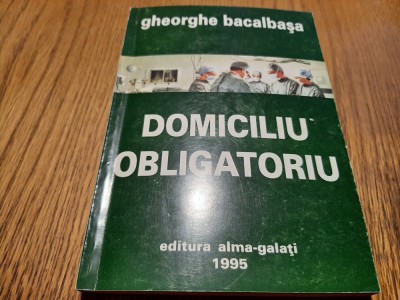 gheorghe bacalbaşa
DOMICILIU
OBLIGATORIU
editura alma-galaţi
1995